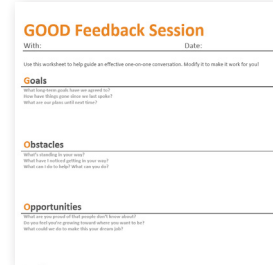 GOOD Feedback Session
With: Date:
Use this worksheet to help guide an effective one-on-one conversation. Modify it to make it work for you!
Goals
What long-term goals have we agreed to?
How have things gone since we last spoke?
What are our plans until next time?
Obstacles
What's standing in your way?
What have I noticed getting in your way?
What can I do to help? What can you do?
Opportunities
What are you proud of that people don't know about?
Do you feel you're growing toward where you want to be?
What could we do to make this your dream job?